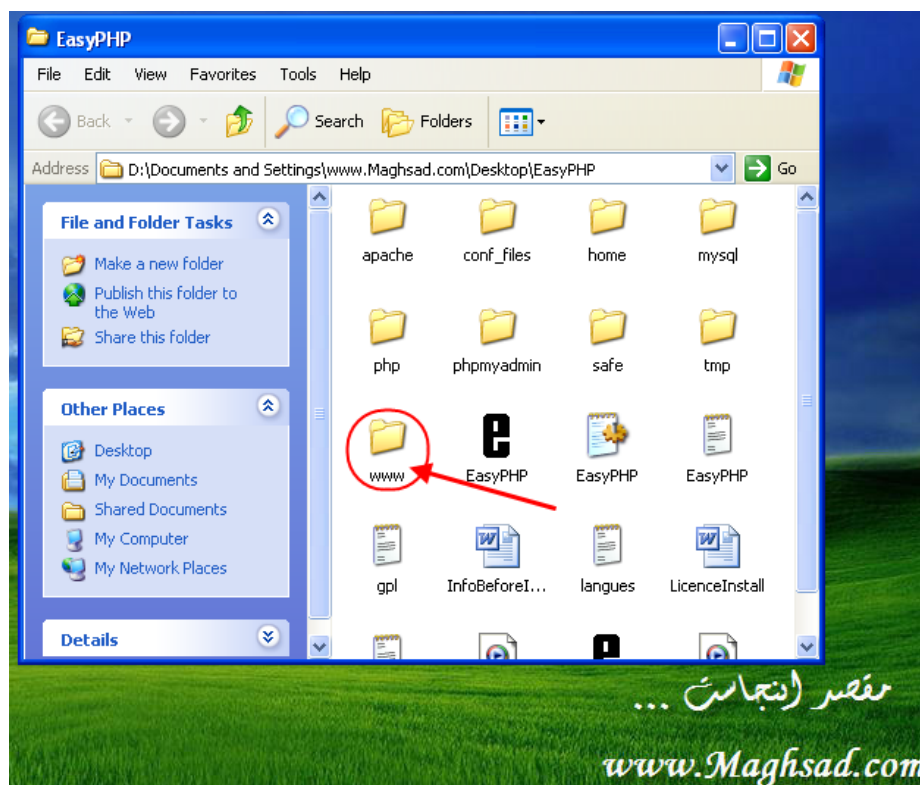 EasyPHP
File Edit View Favorites Tools Help
Back Search Folders
Address D:\Documents and Settings\www.Maghsad.com\Desktop\EasyPHP Go
File and Folder Tasks
Make a new folder
Publish this folder to
the Web
Share this folder
Other Places
Desktop
My Documents
Shared Documents
My Computer
My Network Places
Details
apache conf_files home mysql
php phpmyadmin safe tmp
www EasyPHP EasyPHP EasyPHP
gpl InfoBeforeI... langues LicenceInstall
مقصد اینجاست ...
www.Maghsad.com